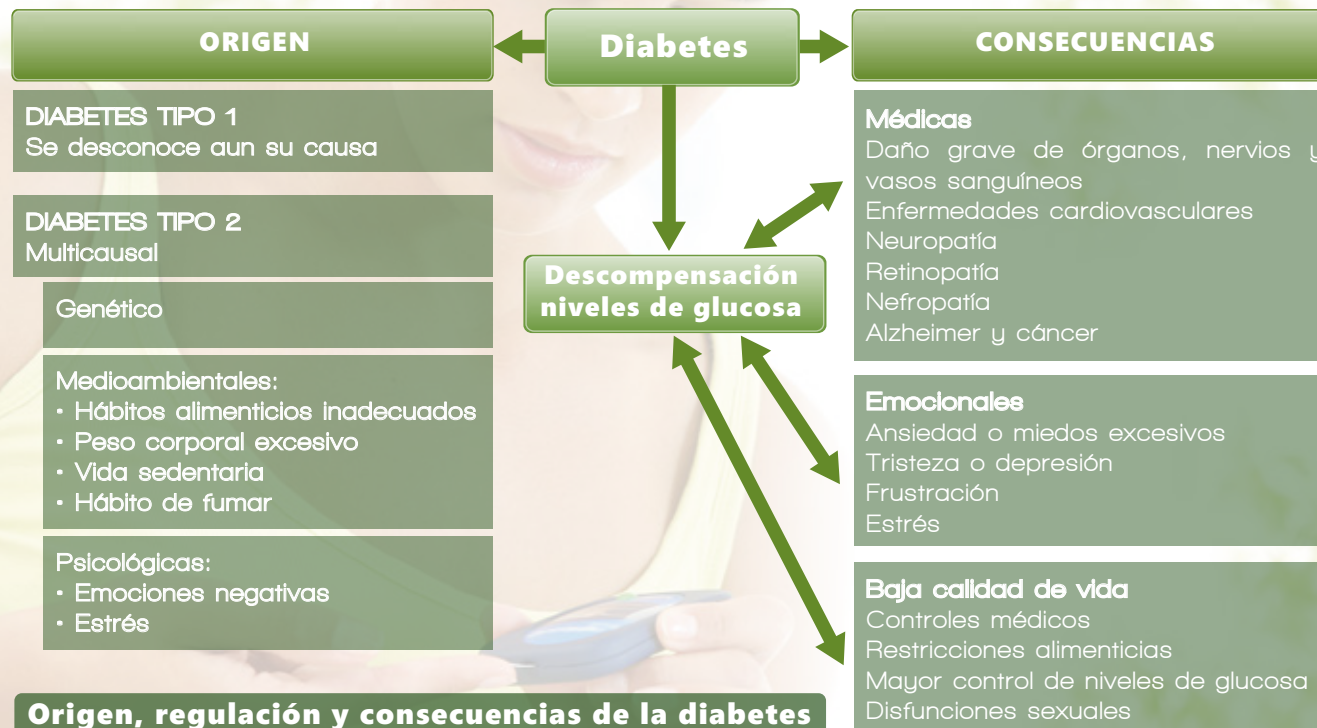 ORIGEN
Diabetes
CONSECUENCIAS
DIABETES TIPO 1
Se desconoce aun su causa
DIABETES TIPO 2
Multicausal
Genético
Medioambientales:
• Hábitos alimenticios inadecuados
• Peso corporal excesivo
• Vida sedentaria
• Hábito de fumar
Psicológicas:
• Emociones negativas
• Estrés
Descompensación
niveles de glucosa
Médicas
Daño grave de órganos, nervios y
vasos sanguíneos
Enfermedades cardiovasculares
Neuropatía
Retinopatía
Nefropatía
Alzheimer y cáncer
Emocionales
Ansiedad o miedos excesivos
Tristeza o depresión
Frustración
Estrés
Baja calidad de vida
Controles médicos
Restricciones alimenticias
Mayor control de niveles de glucosa
Disfunciones sexuales
Origen, regulación y consecuencias de la diabetes